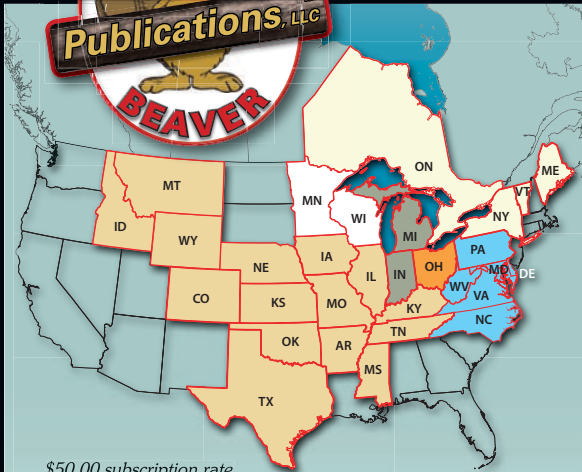 Publications, LLC
BEAVER
ON
ME
VT
MT
MN
NY
WI
ID
MI
PA
WY
IA
OH
NE
MD
DE
IL
IN
WV
CO
VA
KS
MO
KY
NC
TN
OK
AR
MS
TX
$50.00 subscription rate